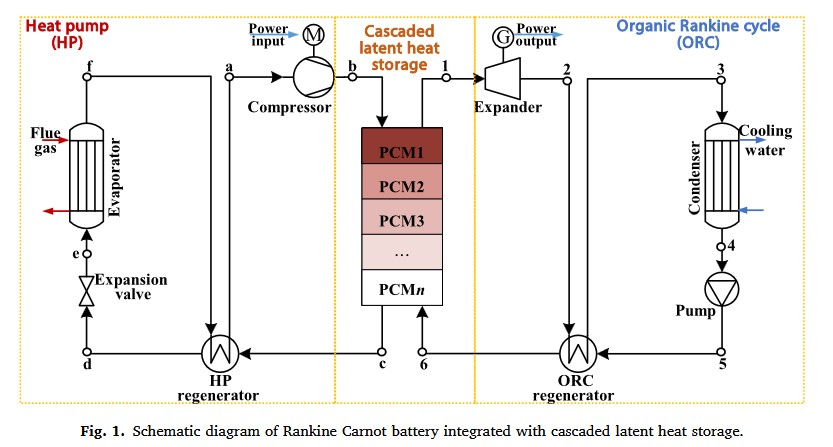 Heat pump
(HP)
Power
input
M
Cascaded
latent heat
storage
G
Power
output
Organic Rankine cycle
(ORC)
f
a
b
1
2
3
Compressor
Expander
Flue
gas
Evaporator
PCM1
PCM2
PCM3
...
PCMn
Condenser
Cooling
water
e
Expansion
valve
4
Pump
d
HP
regenerator
c
6
ORC
regenerator
5
Fig. 1. Schematic diagram of Rankine Carnot battery integrated with cascaded latent heat storage.